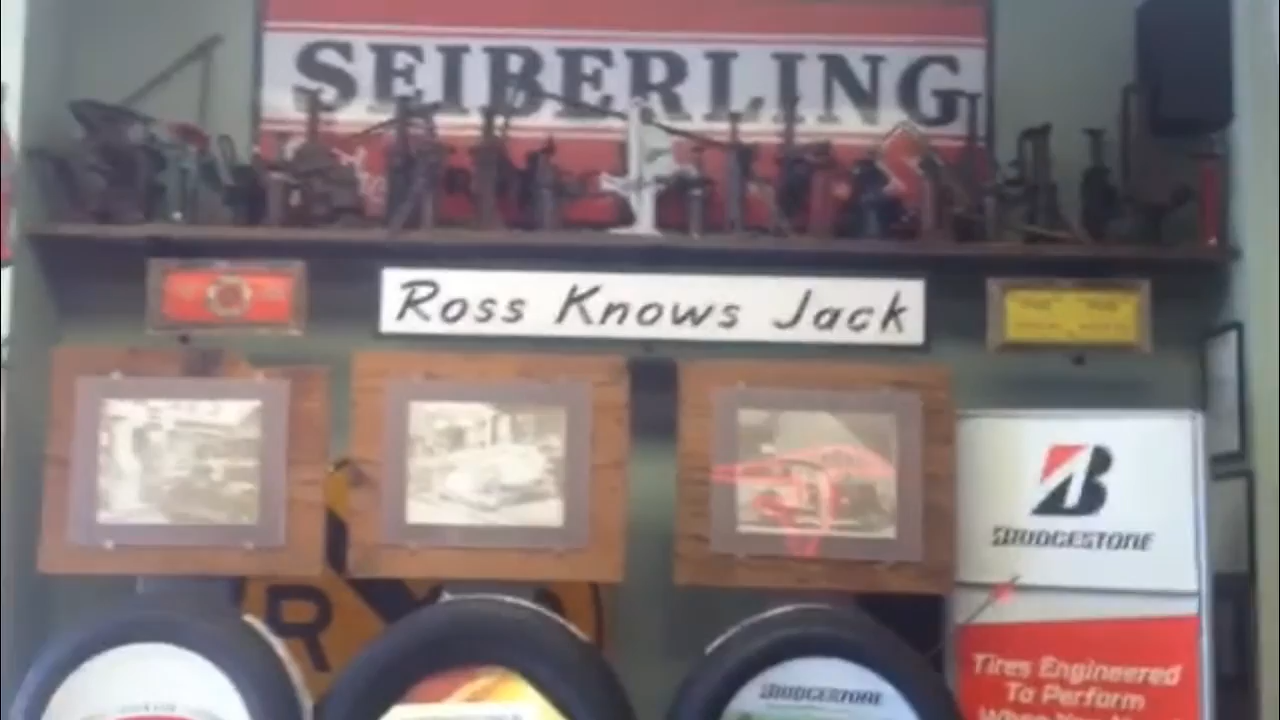 SEIBERLING
Ross Knows Jack
BRIDGESTONE
R
BRIDGESTONE
Tires Engineered
To Perform